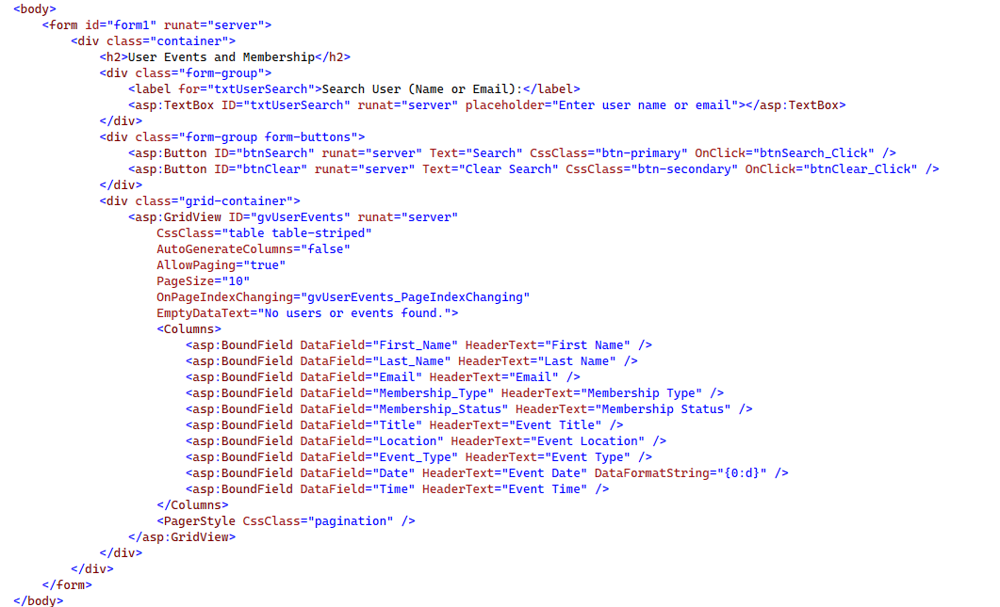 <body>
<form id="form1" runat="server">
<div class="container">
<h2>User Events and Membership</h2>
<div class="form-group">
<label for="txtUserSearch">Search User (Name or Email):</label>
<asp:TextBox ID="txtUserSearch" runat="server" placeholder="Enter user name or email"></asp:TextBox>
</div>
<div class="form-group form-buttons">
<asp:Button ID="btnSearch" runat="server" Text="Search" CssClass="btn-primary" OnClick="btnSearch_Click" />
<asp:Button ID="btnClear" runat="server" Text="Clear Search" CssClass="btn-secondary" OnClick="btnClear_Click" />
</div>
<div class="grid-container">
<asp:GridView ID="gvUserEvents" runat="server"
CssClass="table table-striped"
AutoGenerateColumns="false"
AllowPaging="true"
PageSize="10"
OnPageIndexChanging="gvUserEvents_PageIndexChanging"
EmptyDataText="No users or events found.">
<Columns>
<asp:BoundField DataField="First_Name" HeaderText="First Name" />
<asp:BoundField DataField="Last_Name" HeaderText="Last Name" />
<asp:BoundField DataField="Email" HeaderText="Email" />
<asp:BoundField DataField="Membership_Type" HeaderText="Membership Type" />
<asp:BoundField DataField="Membership_Status" HeaderText="Membership Status" />
<asp:BoundField DataField="Title" HeaderText="Event Title" />
<asp:BoundField DataField="Location" HeaderText="Event Location" />
<asp:BoundField DataField="Event_Type" HeaderText="Event Type" />
<asp:BoundField DataField="Date" HeaderText="Event Date" DataFormatString="{0:d}" />
<asp:BoundField DataField="Time" HeaderText="Event Time" />
</Columns>
<PagerStyle CssClass="pagination" />
</asp:GridView>
</div>
</div>
</form>
</body>